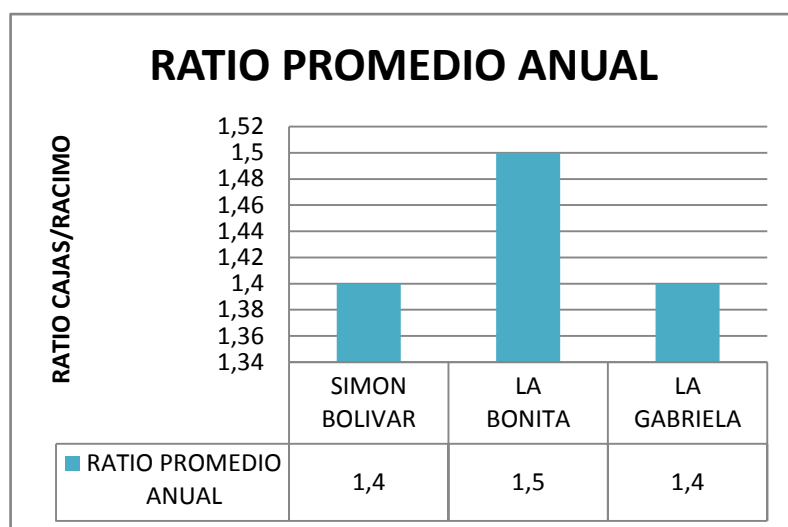 RATIO PROMEDIO ANUAL
RATIO CAJAS/RACIMO
1,52
1,5
1,48
1,46
1,44
1,42
1,4
1,38
1,36
1,34
SIMON BOLIVAR
LA BONITA
LA GABRIELA
RATIO PROMEDIO ANUAL
1,4
1,5
1,4